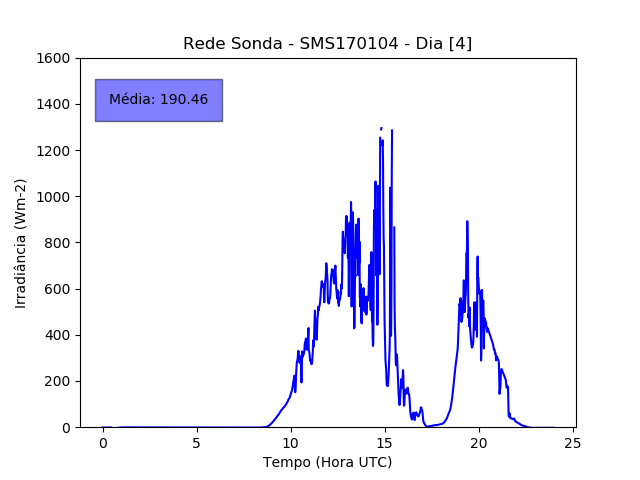 Rede Sonda - SMS170104 - Dia [4]
Média: 190.46
Irradiância (Wm-2)
1600
1400
1200
1000
800
600
400
200
0
0 5 10 15 20 25
Tempo (Hora UTC)